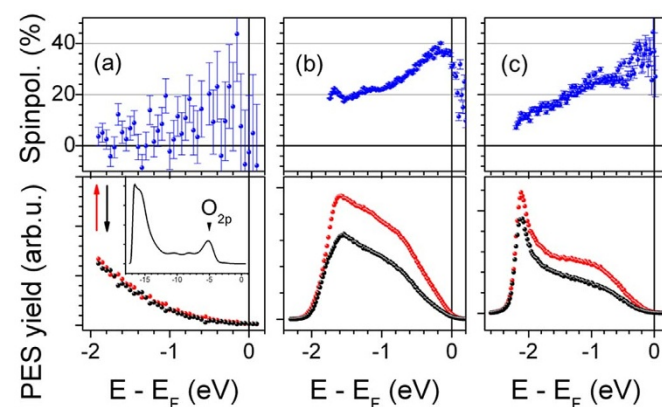 Spinpol. (%)
40
20
0
(a)
(b)
(c)
PES yield (arb.u.)
O2p
-15 -10 -5 0
-2 -1 0
-2 -1 0
-2 -1 0
E - EF (eV)
E - EF (eV)
E - EF (eV)